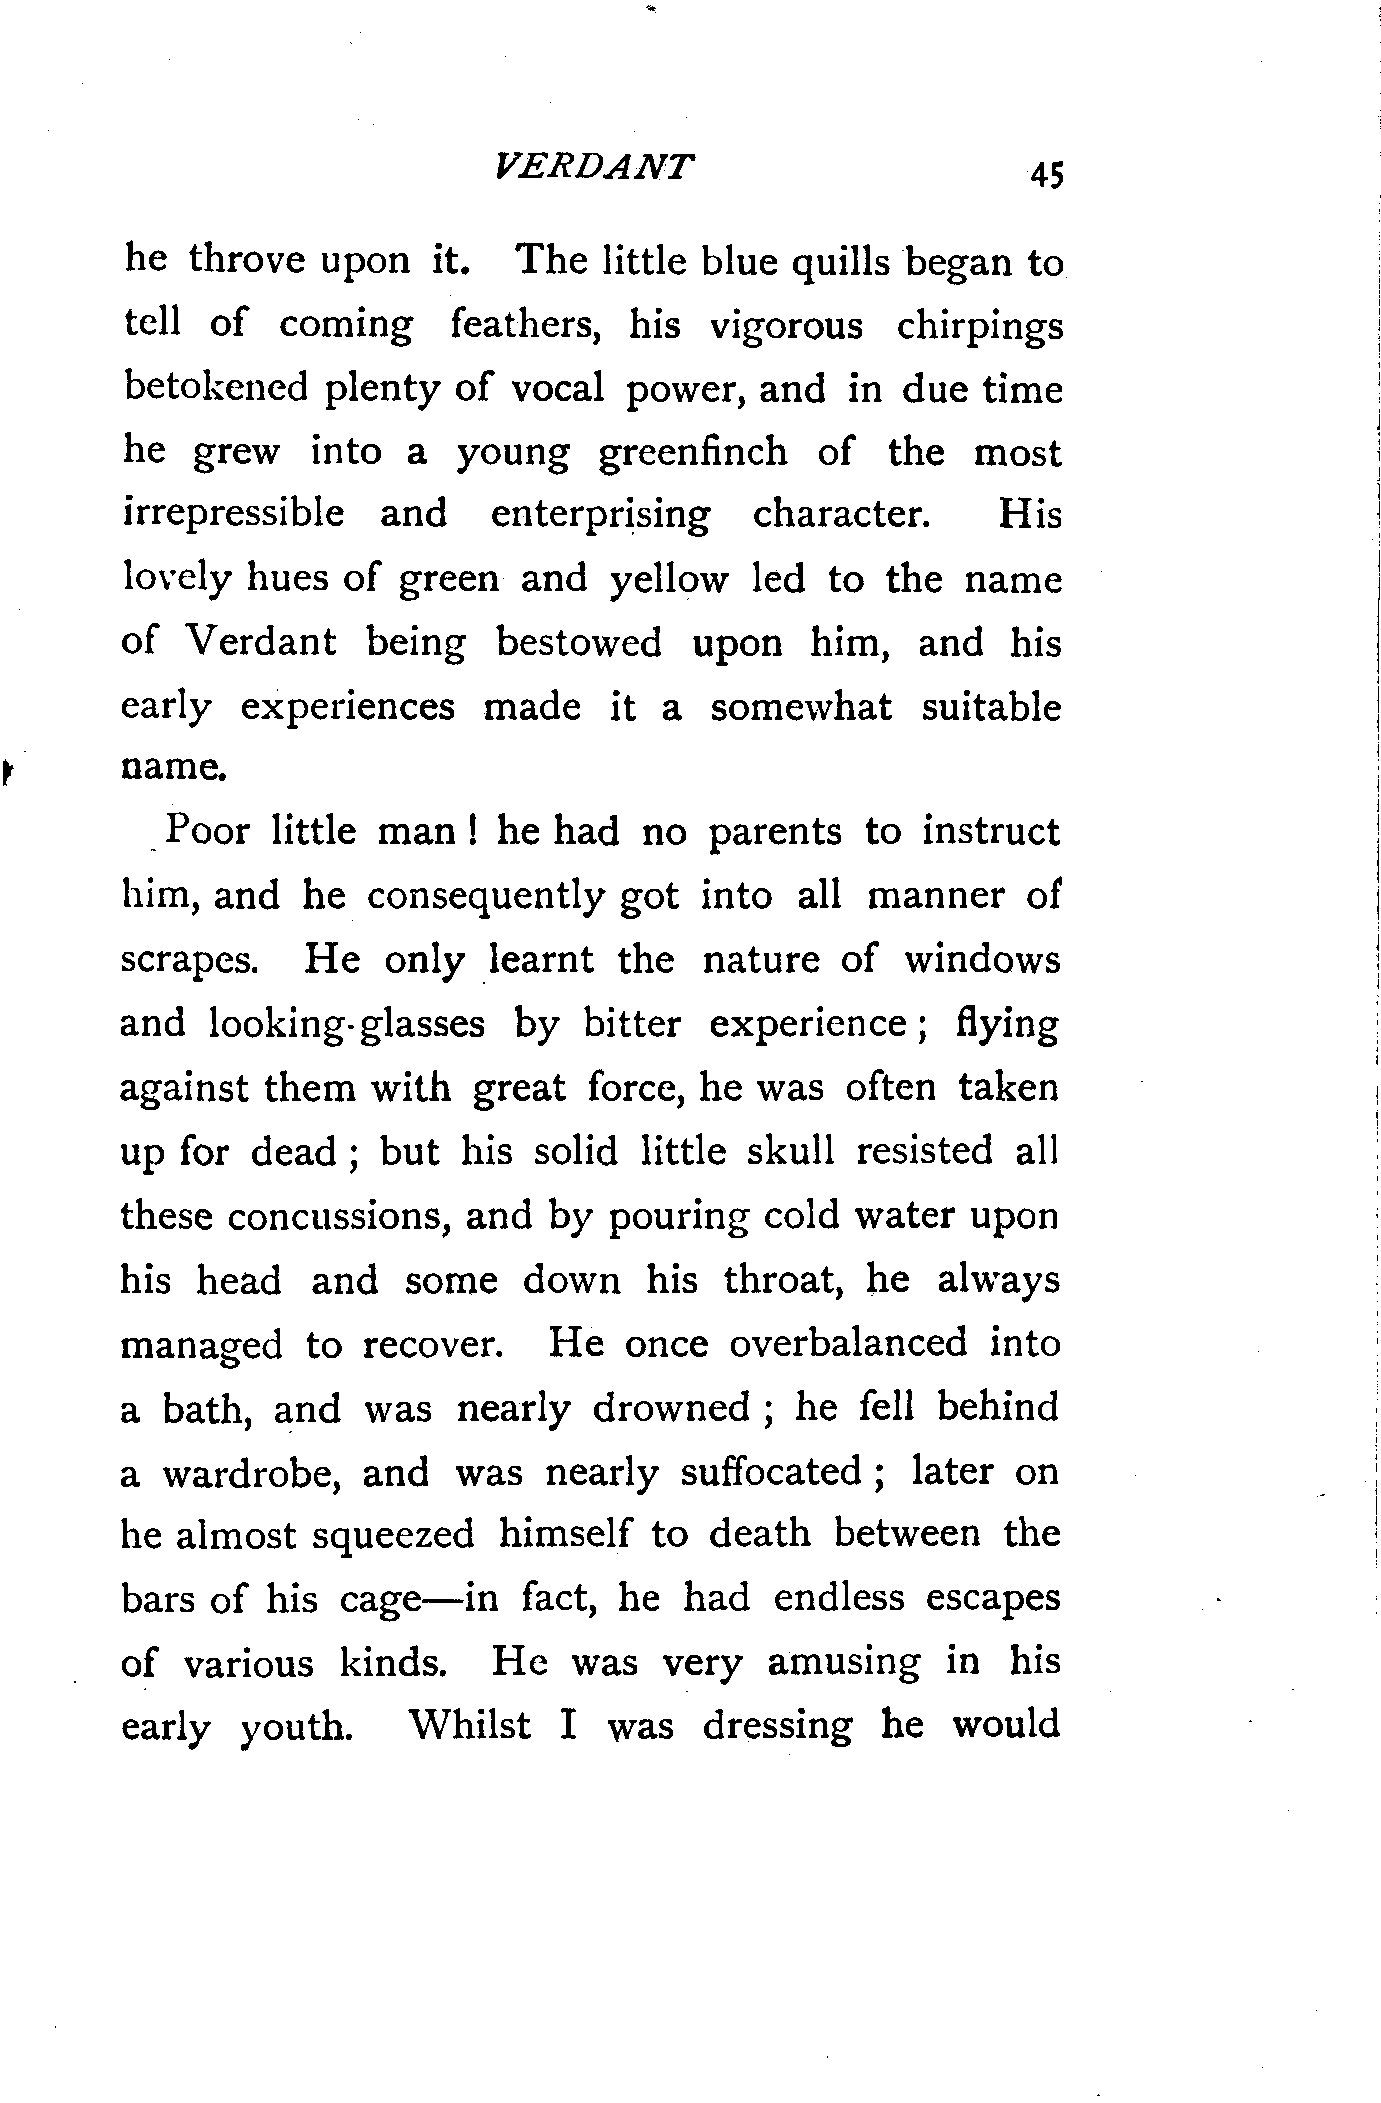 VERDANT 45
he throve upon it. The little blue quills began to
tell of coming feathers, his vigorous chirpings
betokened plenty of vocal power, and in due time
he grew into a young greenfinch of the most
irrepressible and enterprising character. His
lovely hues of green and yellow led to the name
of Verdant being bestowed upon him, and his
early experiences made it a somewhat suitable
name.
Poor little man ! he had no parents to instruct
him, and he consequently got into all manner of
scrapes. He only learnt the nature of windows
and looking-glasses by bitter experience ; flying
against them with great force, he was often taken
up for dead ; but his solid little skull resisted all
these concussions, and by pouring cold water upon
his head and some down his throat, he always
managed to recover. He once overbalanced into
a bath, and was nearly drowned ; he fell behind
a wardrobe, and was nearly suffocated ; later on
he almost squeezed himself to death between the
bars of his cage—in fact, he had endless escapes
of various kinds. He was very amusing in his
early youth. Whilst I was dressing he would